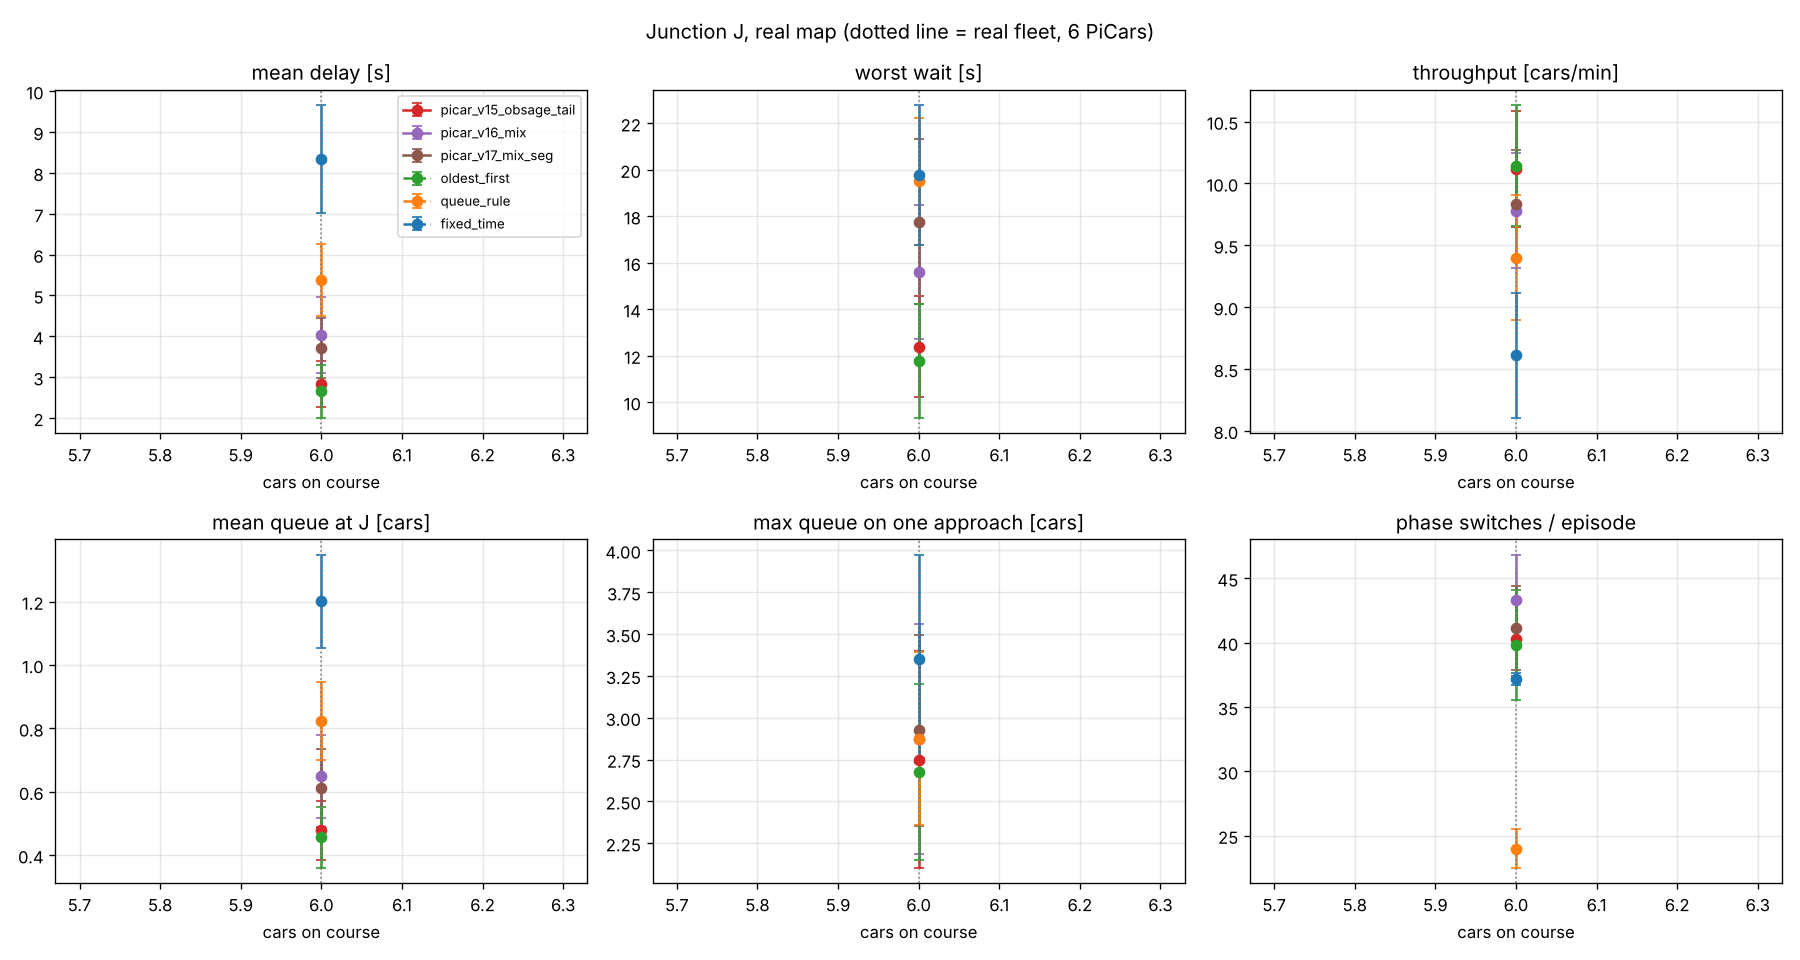 Junction J, real map (dotted line = real fleet, 6 PiCars)
mean delay [s]
10
9
8
7
6
5
4
3
2
picar_v15_obsage_tail
picar_v16_mix
picar_v17_mix_seg
oldest_first
queue_rule
fixed_time
5.7 5.8 5.9 6.0 6.1 6.2 6.3
cars on course
worst wait [s]
22
20
18
16
14
12
10
5.7 5.8 5.9 6.0 6.1 6.2 6.3
cars on course
throughput [cars/min]
10.5
10.0
9.5
9.0
8.5
8.0
5.7 5.8 5.9 6.0 6.1 6.2 6.3
cars on course
mean queue at J [cars]
1.2
1.0
0.8
0.6
0.4
5.7 5.8 5.9 6.0 6.1 6.2 6.3
cars on course
max queue on one approach [cars]
4.00
3.75
3.50
3.25
3.00
2.75
2.50
2.25
5.7 5.8 5.9 6.0 6.1 6.2 6.3
cars on course
phase switches / episode
45
40
35
30
25
5.7 5.8 5.9 6.0 6.1 6.2 6.3
cars on course